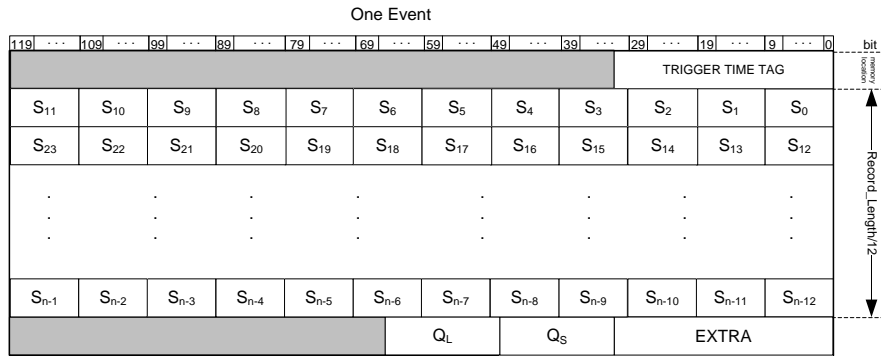 One Event
119 ··· 109 ··· 99 ··· 89 ··· 79 ··· 69 ··· 59 ··· 49 ··· 39 ··· 29 ··· 19 ··· 9 ··· 0 bit
TRIGGER TIME TAG
memory
location
S11 S10 S9 S8 S7 S6 S5 S4 S3 S2 S1 S0
S23 S22 S21 S20 S19 S18 S17 S16 S15 S14 S13 S12
. . . . . . . .
. . . . . . . .
. . . . . . . .
Record_Length/12
Sn-1 Sn-2 Sn-3 Sn-4 Sn-5 Sn-6 Sn-7 Sn-8 Sn-9 Sn-10 Sn-11 Sn-12
QL QS EXTRA